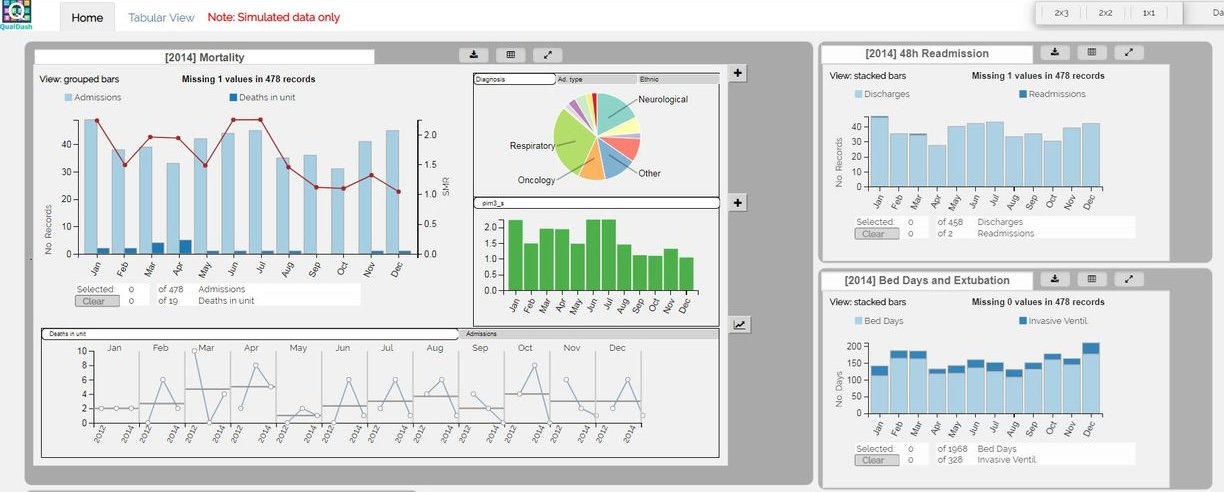 Q
QualDash
Home Tabular View Note: Simulated data only
2x3 2x2 1x1 Da
[2014] Mortality
View: grouped bars Missing 1 values in 478 records
Admissions Deaths in unit
No. Records
0 10 20 30 40
SMR
0.0 0.5 1.0 1.5 2.0
Jan Feb Mar Apr May Jun Jul Aug Sep Oct Nov Dec
Selected: 0 of 478 Admissions
Clear 0 of 19 Deaths in unit
Diagnosis Ad. type Ethnic
Neurological
Respiratory
Other
Oncology
pim3_s
2.0
1.5
1.0
0.5
0.0
Jan Feb Mar Apr May Jun Jul Aug Sep Oct Nov Dec
Deaths in unit Admissions
Jan Feb Mar Apr May Jun Jul Aug Sep Oct Nov Dec
10
8
6
4
2
0
2012 2014 2012 2014 2012 2014 2012 2014 2012 2014 2012 2014 2012 2014 2012 2014 2012 2014 2012 2014 2012 2014 2012 2014
[2014] 48h Readmission
View: stacked bars Missing 1 values in 478 records
Discharges Readmissions
No. Records
40
30
20
10
0
Jan Feb Mar Apr May Jun Jul Aug Sep Oct Nov Dec
Selected: 0 of 458 Discharges
Clear 0 of 2 Readmissions
[2014] Bed Days and Extubation
View: stacked bars Missing 0 values in 478 records
Bed Days Invasive Ventil.
No. Days
200
150
100
50
0
Jan Feb Mar Apr May Jun Jul Aug Sep Oct Nov Dec
Selected: 0 of 1968 Bed Days
Clear 0 of 328 Invasive Ventil.